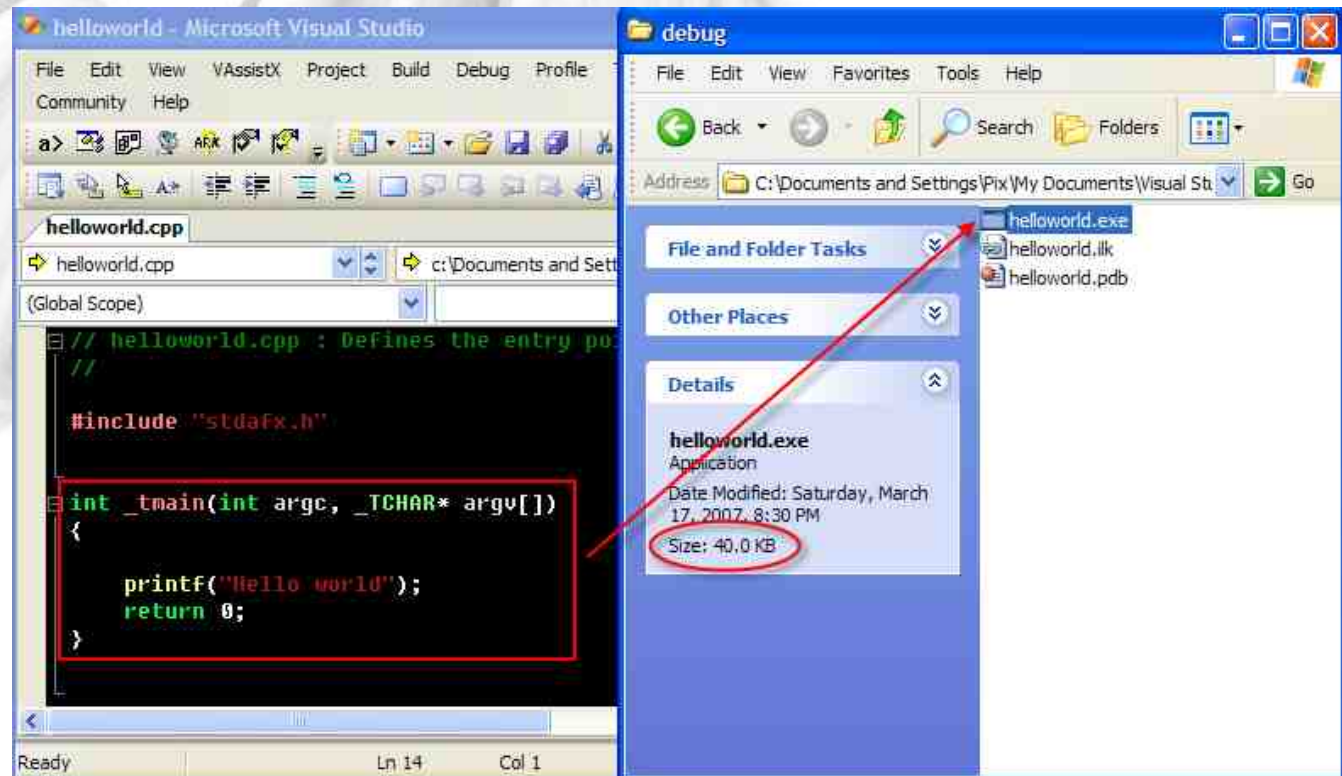 helloworld - Microsoft Visual Studio
File Edit View VAssistX Project Build Debug Profile
Community Help
helloworld.cpp
helloworld.cpp
c:\Documents and Sett
(Global Scope)
// helloworld.cpp : Defines the entry po
//
#include "stdafx.h"
int _tmain(int argc, _TCHAR* argv[])
{
printf("Hello world");
return 0;
}
Ready Ln 14 Col 1
debug
File Edit View Favorites Tools Help
Back Search Folders
Address C:\Documents and Settings\Pix\My Documents\Visual Stu Go
File and Folder Tasks
Other Places
Details
helloworld.exe
Application
Date Modified: Saturday, March
17, 2007, 8:30 PM
Size: 40.0 KB
helloworld.exe
helloworld.ilk
helloworld.pdb